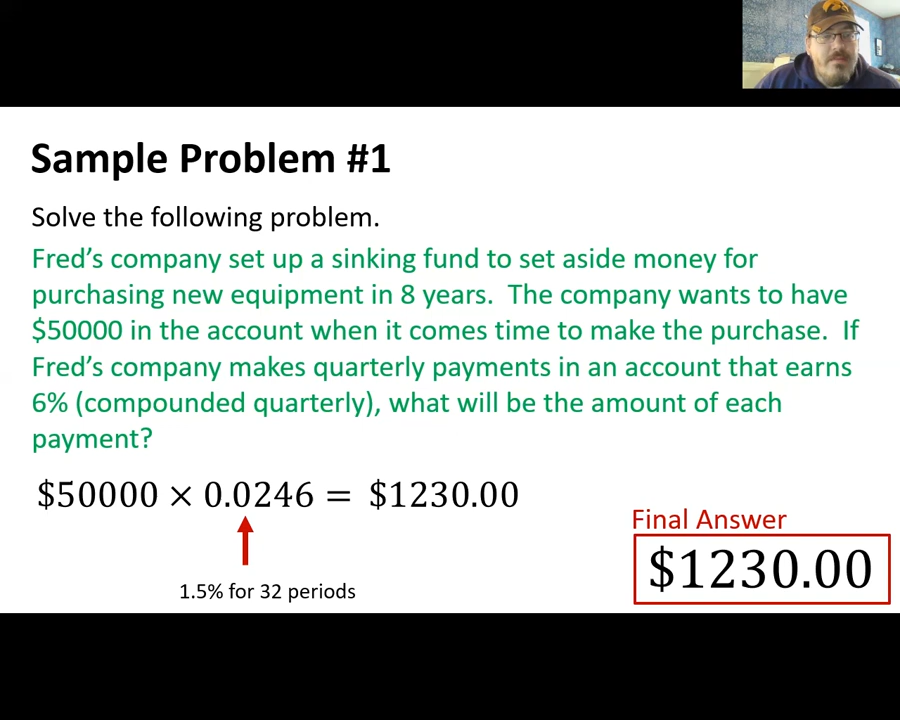 Sample Problem #1
Solve the following problem.
Fred’s company set up a sinking fund to set aside money for
purchasing new equipment in 8 years.  The company wants to have
$50000 in the account when it comes time to make the purchase.  If
Fred’s company makes quarterly payments in an account that earns
6% (compounded quarterly), what will be the amount of each
payment?
$50000 × 0.0246 = $1230.00
1.5% for 32 periods
Final Answer
$1230.00